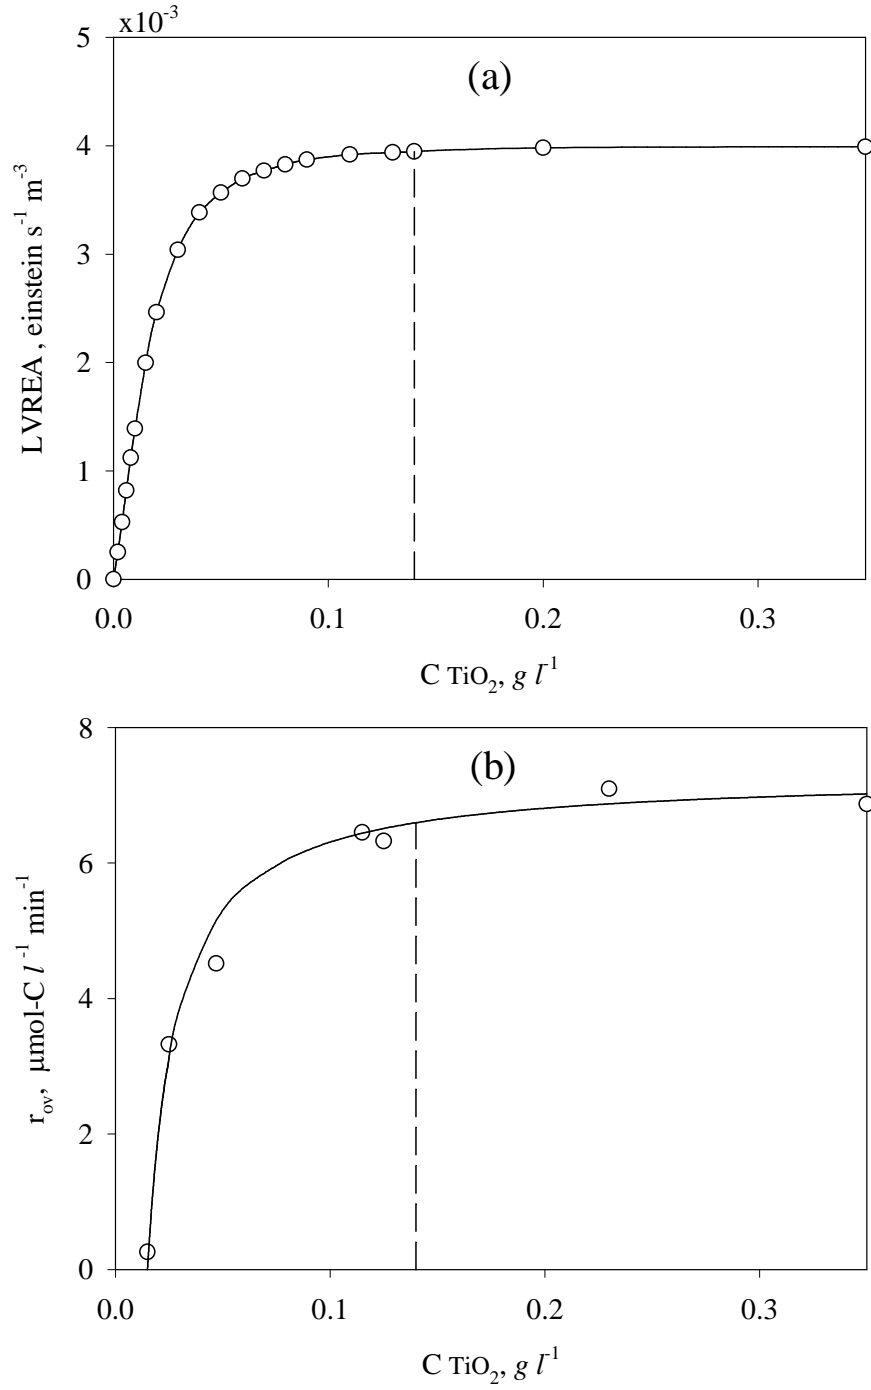 x10⁻³
5
(a)
4
3
2
1
0
LVREA, einstein s⁻¹ m⁻³
0.0 0.1 0.2 0.3
C TiO₂, g l⁻¹
8
(b)
6
4
2
0
r_ov, μmol-C l⁻¹ min⁻¹
0.0 0.1 0.2 0.3
C TiO₂, g l⁻¹